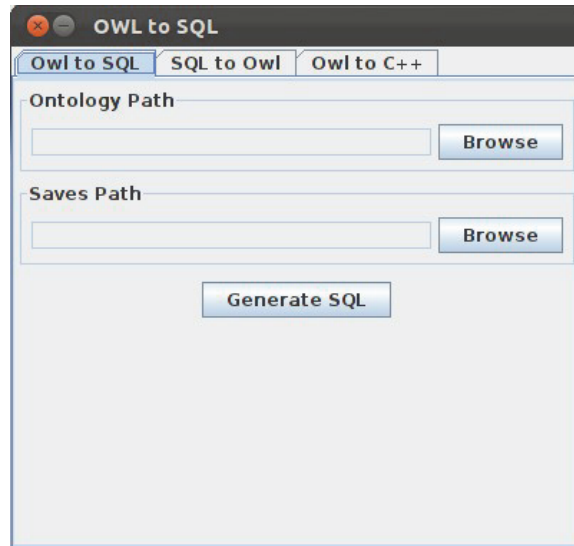 OWL to SQL
Owl to SQL SQL to Owl Owl to C++
Ontology Path
Browse
Saves Path
Browse
Generate SQL